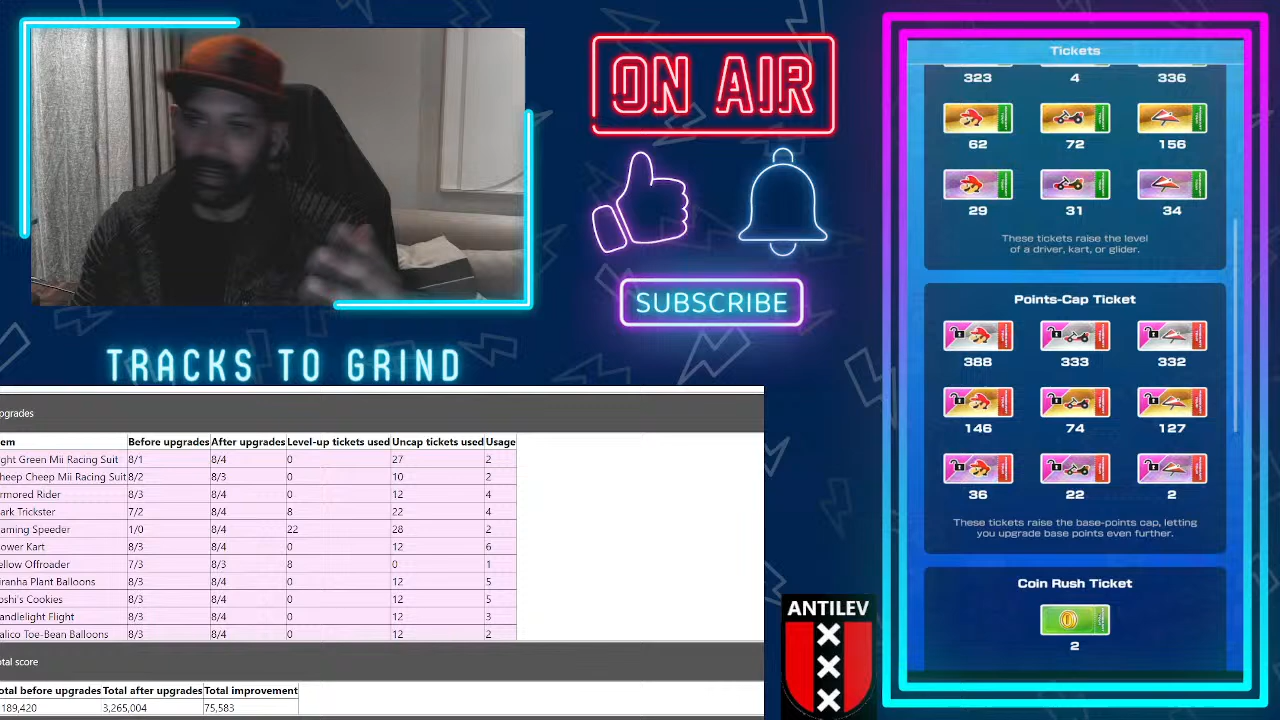 ON AIR
SUBSCRIBE
TRACKS TO GRIND
pgrades
em Before upgrades After upgrades Level-up tickets used Uncap tickets used Usage
ght Green Mii Racing Suit 8/1 8/4 0 27 2
heep Cheep Mii Racing Suit 8/2 8/3 0 10 2
rmored Rider 8/3 8/4 0 12 4
ark Trickster 7/2 8/4 8 22 4
aming Speeder 1/0 8/4 22 28 2
ower Kart 8/3 8/4 0 12 6
ellow Offroader 7/3 8/3 8 0 1
iranha Plant Balloons 8/3 8/4 0 12 5
oshi's Cookies 8/3 8/4 0 12 5
andlelight Flight 8/3 8/4 0 12 3
alico Toe-Bean Balloons 8/3 8/4 0 12 2
otal score
otal before upgrades Total after upgrades Total improvement
189,420 3,265,004 75,583
ANTILEV
Tickets
323 4 336
62 72 156
29 31 34
These tickets raise the level
of a driver, kart, or glider.
Points-Cap Ticket
388 333 332
146 74 127
36 22 2
These tickets raise the base-points cap, letting
you upgrade base points even further.
Coin Rush Ticket
2